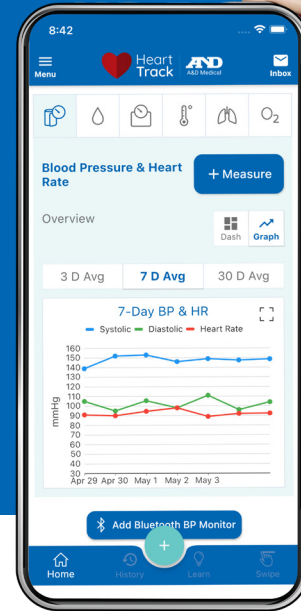 8:42
Menu
Heart
Track
AND
A&D Medical
Inbox
O2
Blood Pressure & Heart
Rate
+ Measure
Overview
Dash
Graph
3 D Avg
7 D Avg
30 D Avg
7-Day BP & HR
Systolic
Diastolic
Heart Rate
mmHg
160
150
140
130
120
110
100
90
80
70
60
50
40
30
Apr 29
Apr 30
May 1
May 2
May 3
Add Bluetooth BP Monitor
+
Home
History
Learn
Swipe